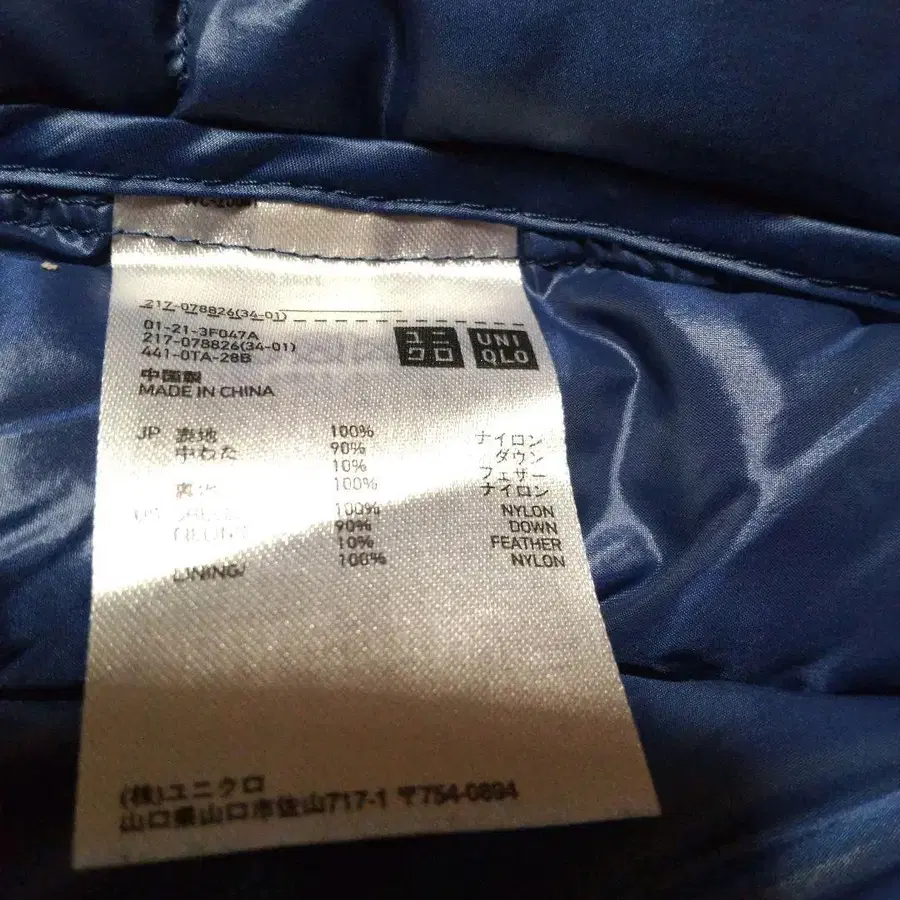 217-078826(34-01)
01-21-3F047A
217-078826(34-01)
441-0TA-28B
ユニクロ
UNIQLO
中国製
MADE IN CHINA
JP 表地 100% ナイロン
中わた 90% ダウン
10% フェザー
100% ナイロン
100% NYLON
90% DOWN
10% FEATHER
LINING/ 100% NYLON
(株)ユニクロ
山口県山口市佐山717-1 〒754-0894